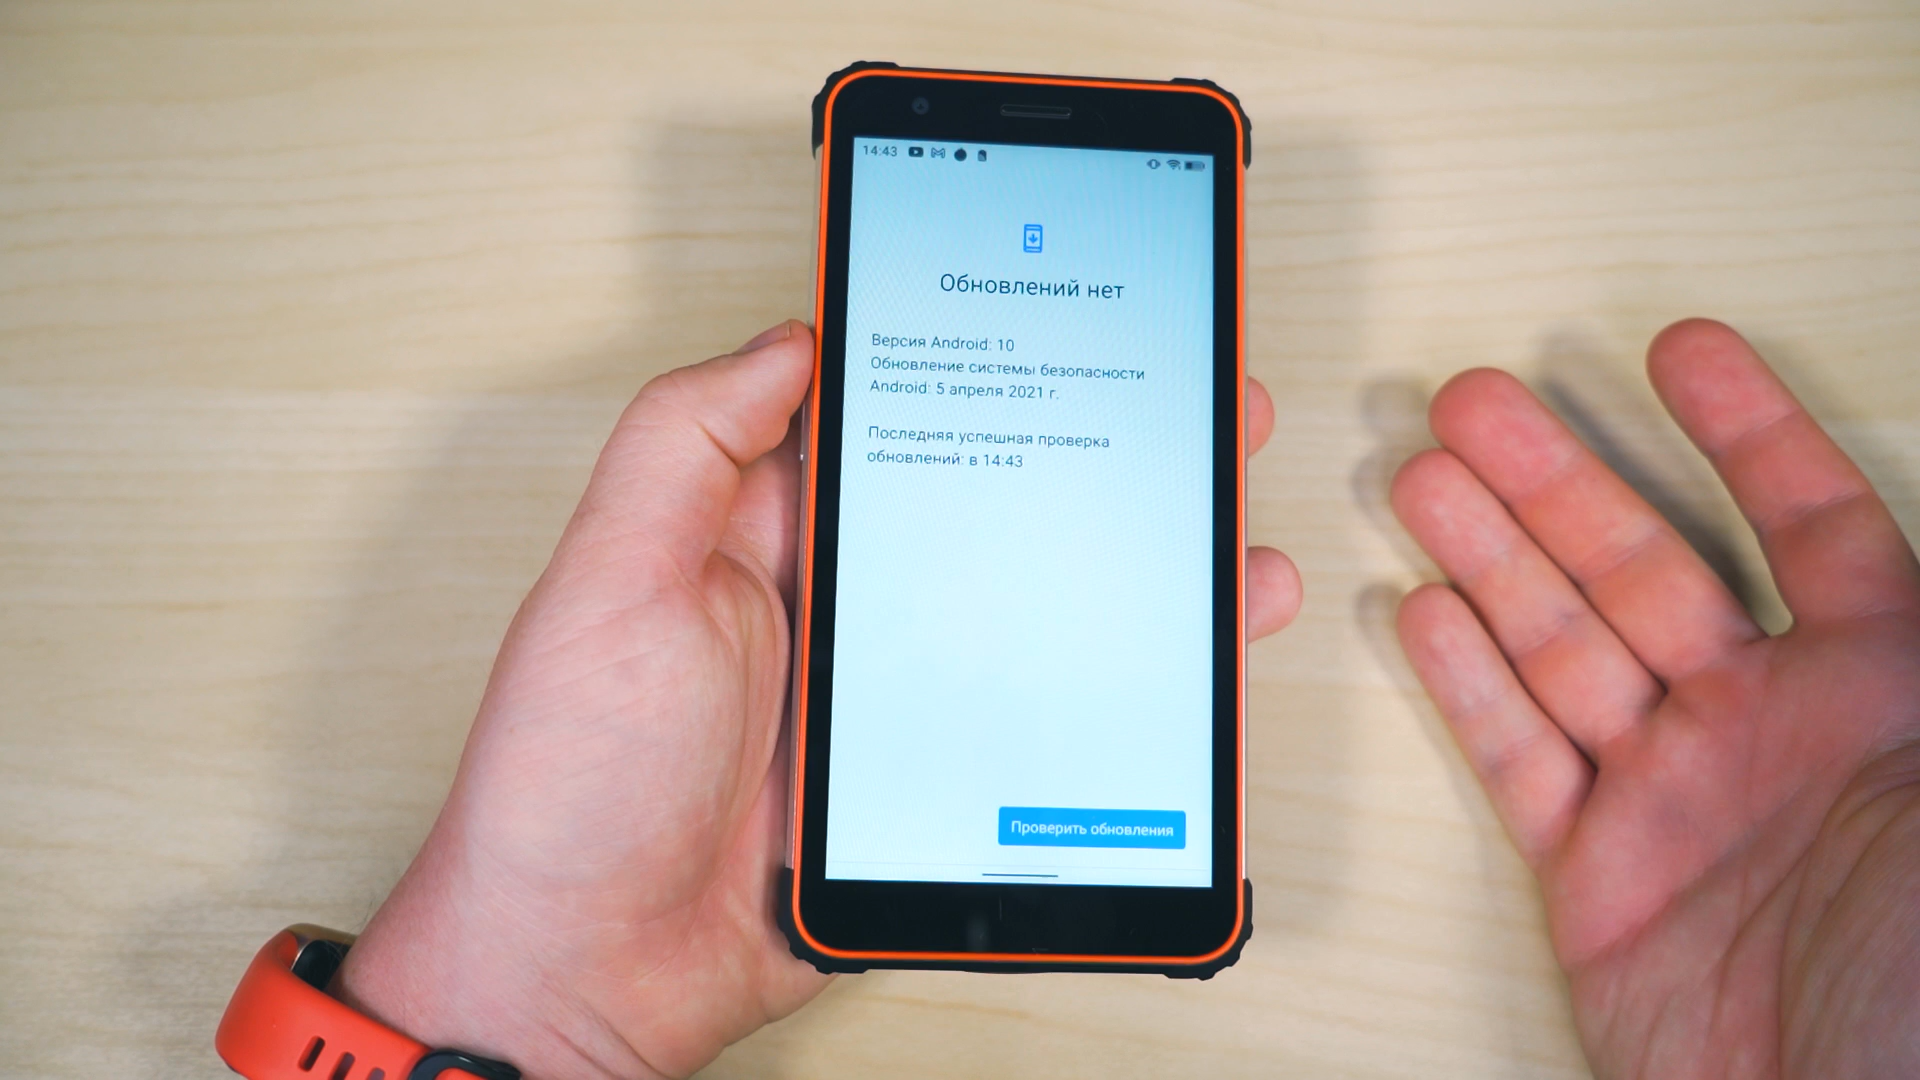 14:43
Обновлений нет
Версия Android: 10
Обновление системы безопасности
Android: 5 апреля 2021 г.
Последняя успешная проверка
обновлений: в 14:43
Проверить обновления